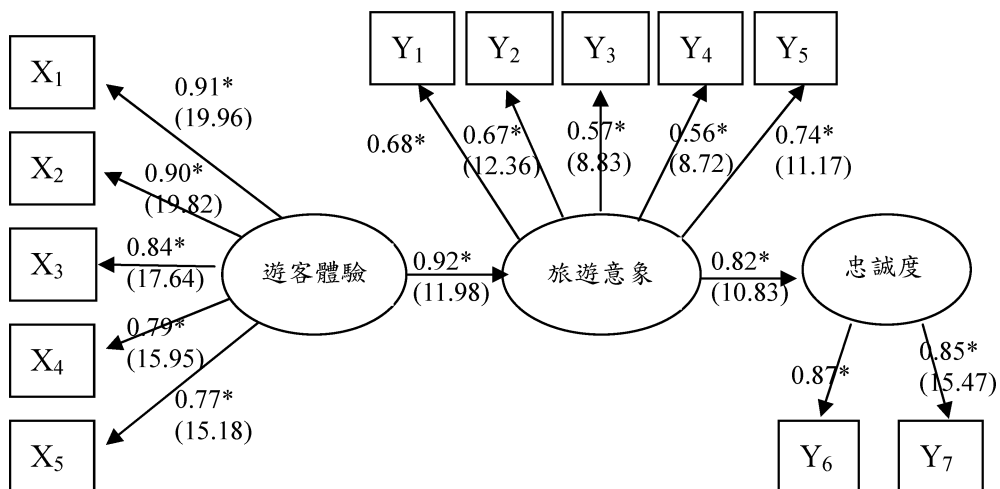 Y₁
Y₂
Y₃
Y₄
Y₅
X₁
0.91*
(19.96)
0.68*
0.67*
(12.36)
0.57*
(8.83)
0.56*
(8.72)
0.74*
(11.17)
X₂
0.90*
(19.82)
X₃
0.84*
(17.64)
遊客體驗
0.92*
(11.98)
旅遊意象
0.82*
(10.83)
忠誠度
X₄
0.79*
(15.95)
X₅
0.77*
(15.18)
0.87*
0.85*
(15.47)
Y₆
Y₇